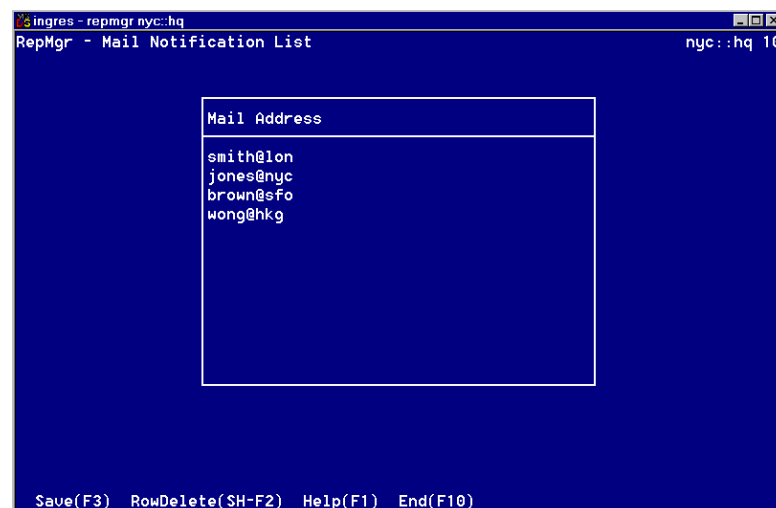 ingres - repmgr nyc::hq
RepMgr - Mail Notification List nyc::hq 10
Mail Address
smith@lon
jones@nyc
brown@sfo
wong@hkg
Save(F3) RowDelete(SH-F2) Help(F1) End(F10)